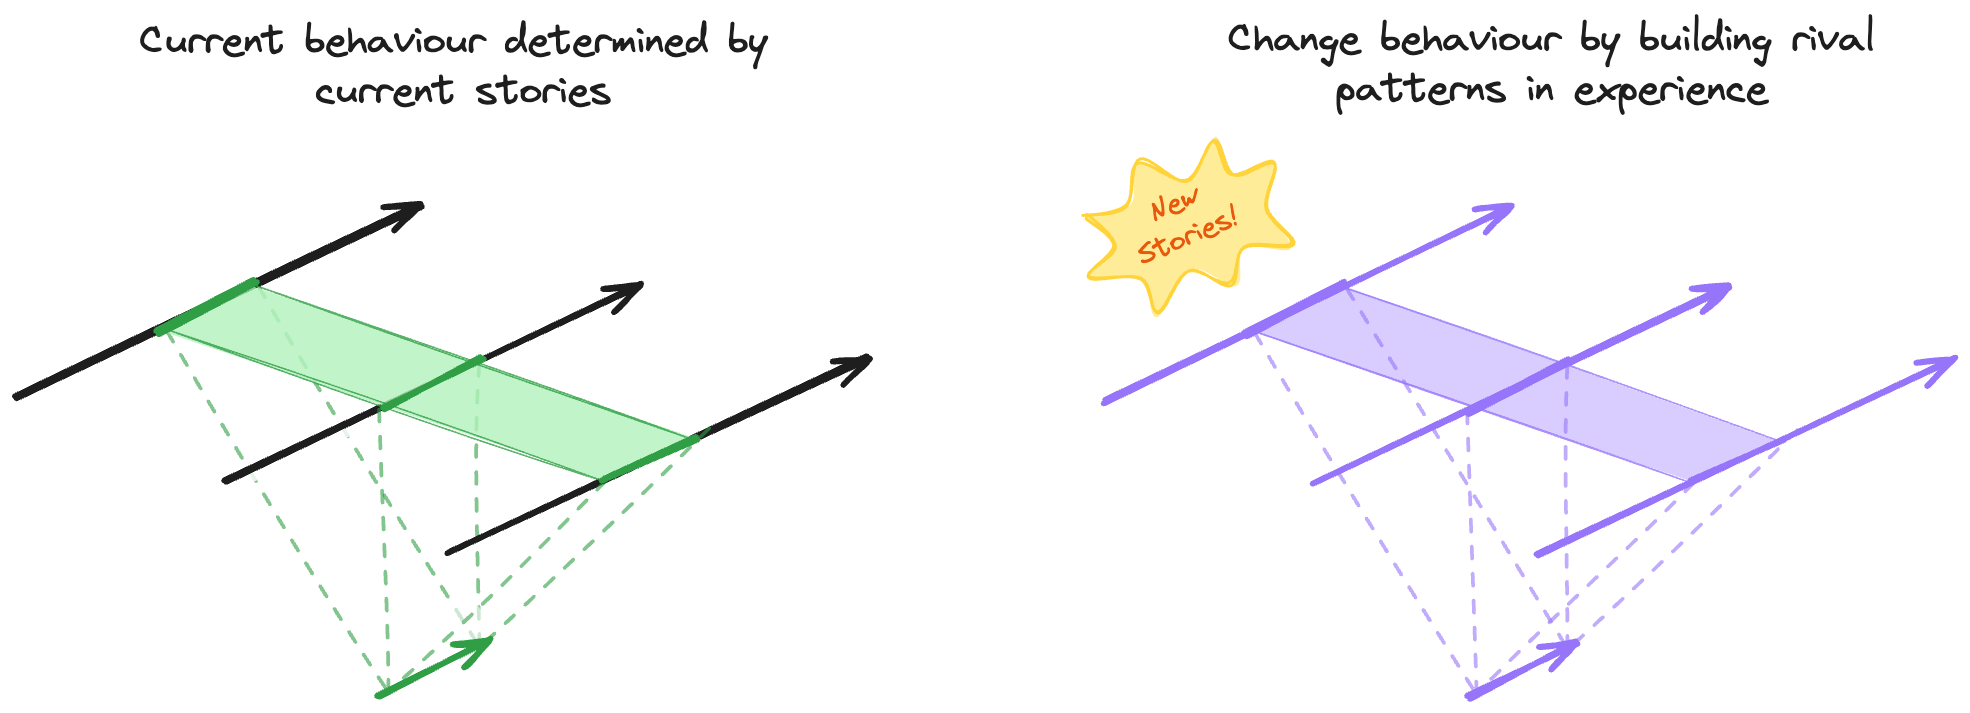 Current behaviour determined by
current stories
Change behaviour by building rival
patterns in experience
New
Stories!